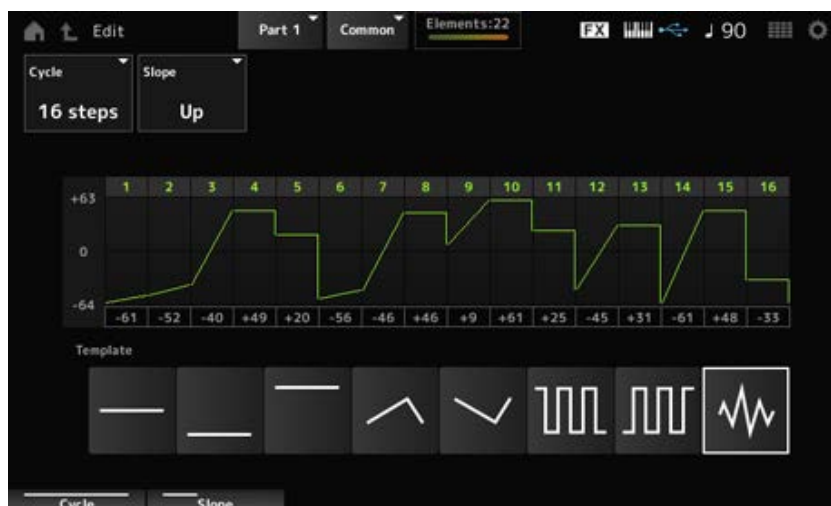 Edit Part 1 Common Elements:22 FX ♩ 90
Cycle Slope
16 steps Up
1 2 3 4 5 6 7 8 9 10 11 12 13 14 15 16
+63
0
-64
-61 -52 -40 +49 +20 -56 -46 +46 +9 +61 +25 -45 +31 -61 +48 -33
Template
Cycle Slope